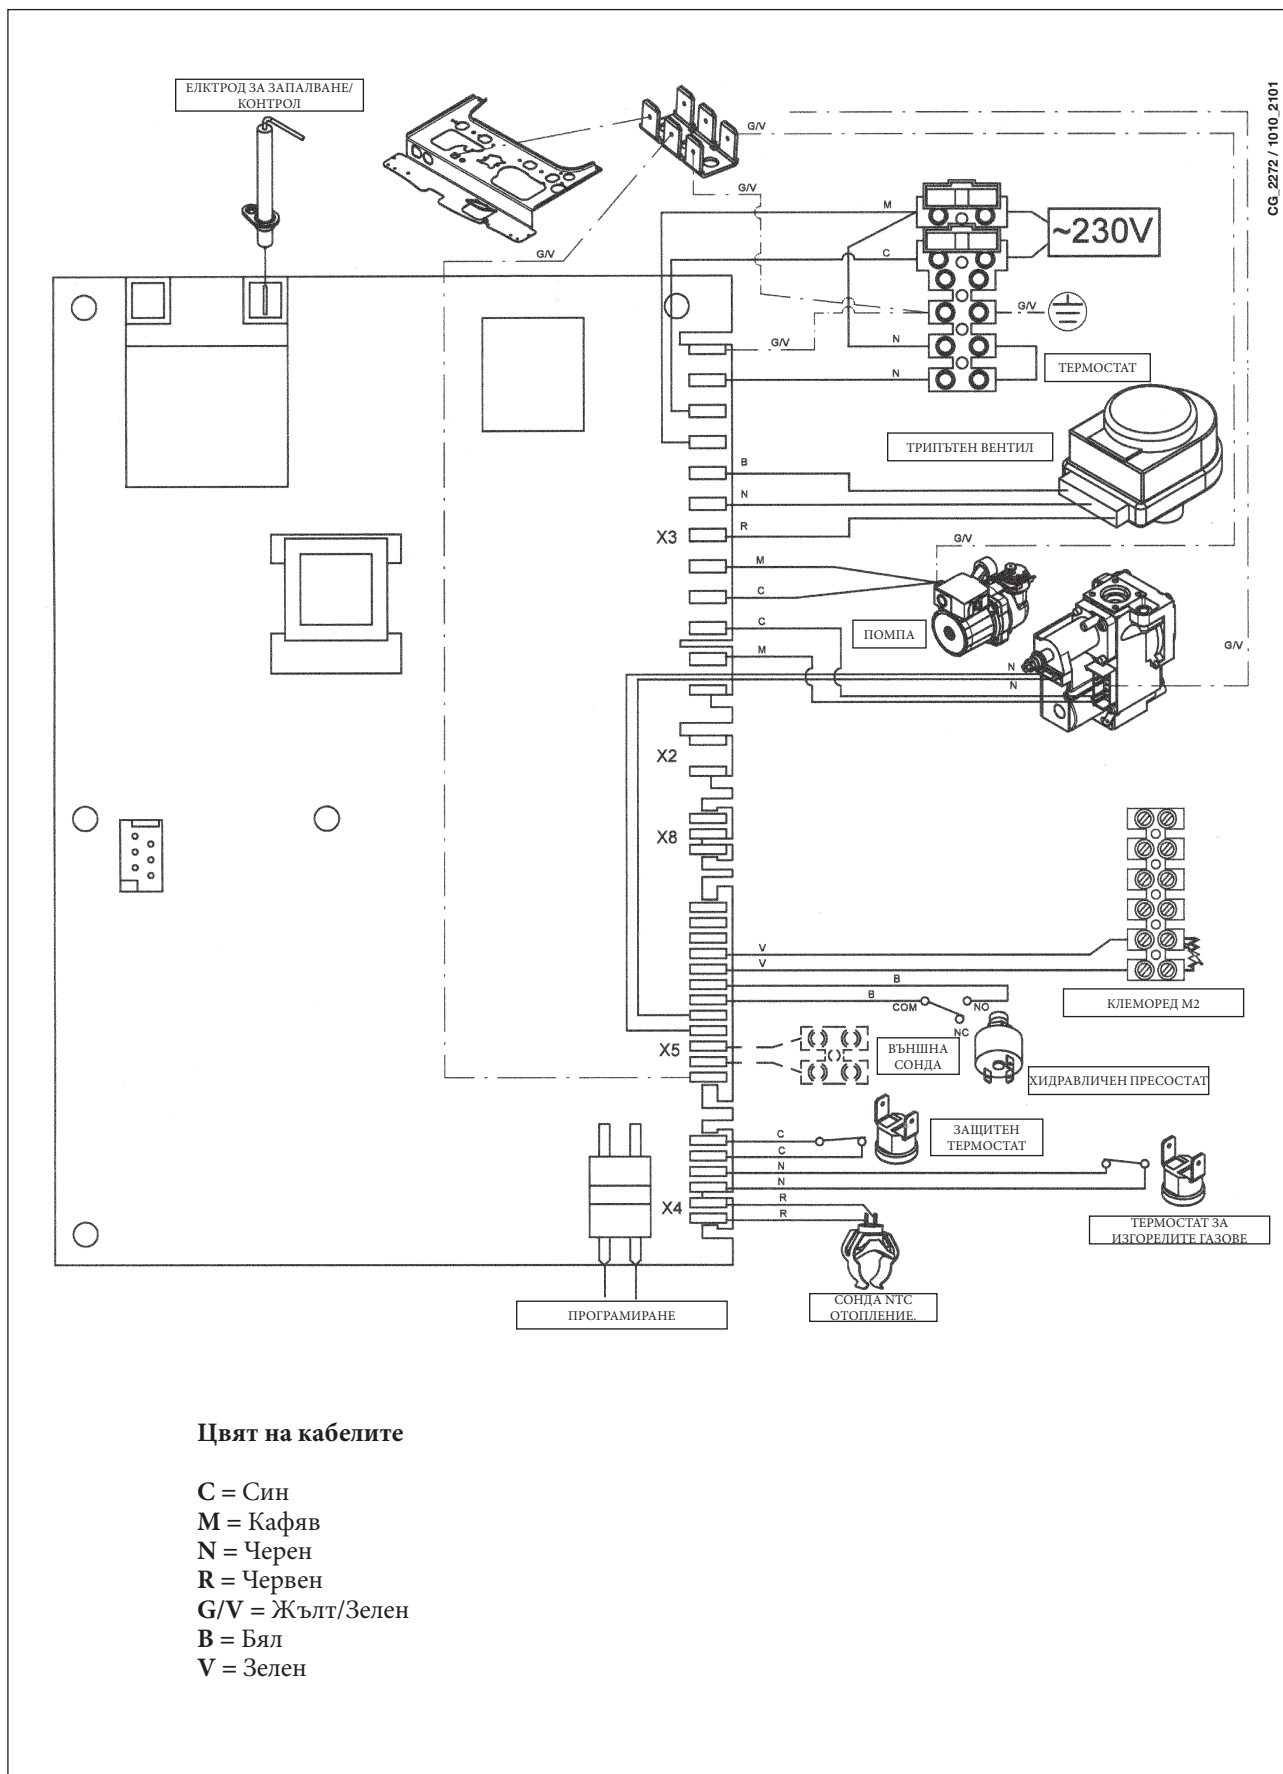 CG_2272 / 1010_2101
ЕЛКТРОД ЗА ЗАПАЛВАНЕ/
КОНТРОЛ
G/V
G/V
G/V
M
~230V
C
G/V
G/V
N
N
ТЕРМОСТАТ
ТРИПЪТЕН ВЕНТИЛ
B
N
R
X3
G/V
M
C
C
ПОМПА
M
G/V
N
N
X2
X8
V
V
B
B
COM
NO
NC
КЛЕМОРЕД М2
X5
ВЪНШНА
СОНДА
ХИДРАВЛИЧЕН ПРЕСОСТАТ
C
C
ЗАЩИТЕН
ТЕРМОСТАТ
N
N
X4
R
R
ТЕРМОСТАТ ЗА
ИЗГОРЕЛИТЕ ГАЗОВЕ
СОНДА NTC
ОТОПЛЕНИЕ.
ПРОГРАМИРАНЕ
Цвят на кабелите
C = Син
M = Кафяв
N = Черен
R = Червен
G/V = Жълт/Зелен
B = Бял
V = Зелен